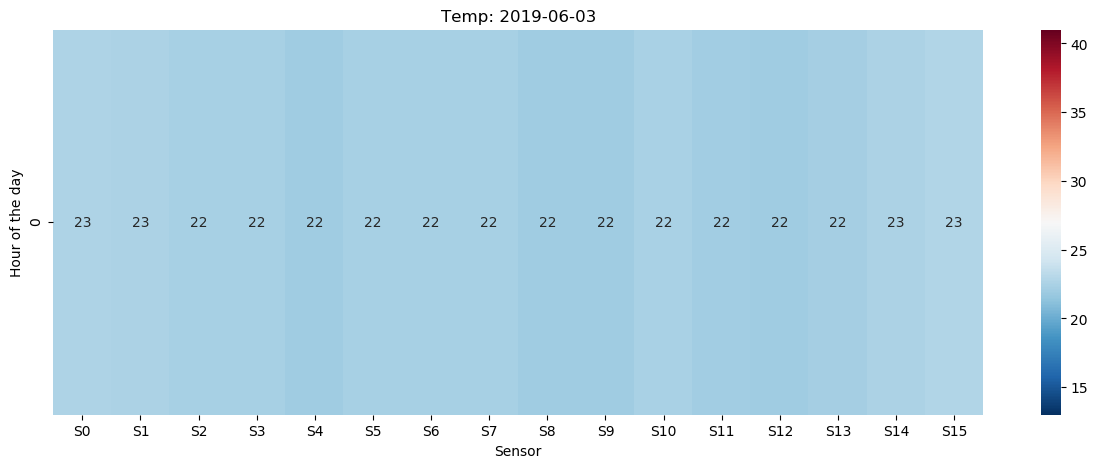 Temp: 2019-06-03
Hour of the day
0
23 23 22 22 22 22 22 22 22 22 22 22 22 22 23 23
S0 S1 S2 S3 S4 S5 S6 S7 S8 S9 S10 S11 S12 S13 S14 S15
Sensor
40
35
30
25
20
15